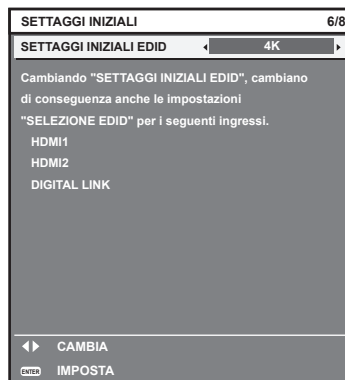 SETTAGGI INIZIALI 6/8
SETTAGGI INIZIALI EDID 4K
Cambiando "SETTAGGI INIZIALI EDID", cambiano
di conseguenza anche le impostazioni
"SELEZIONE EDID" per i seguenti ingressi.
HDMI1
HDMI2
DIGITAL LINK
CAMBIA
ENTER IMPOSTA